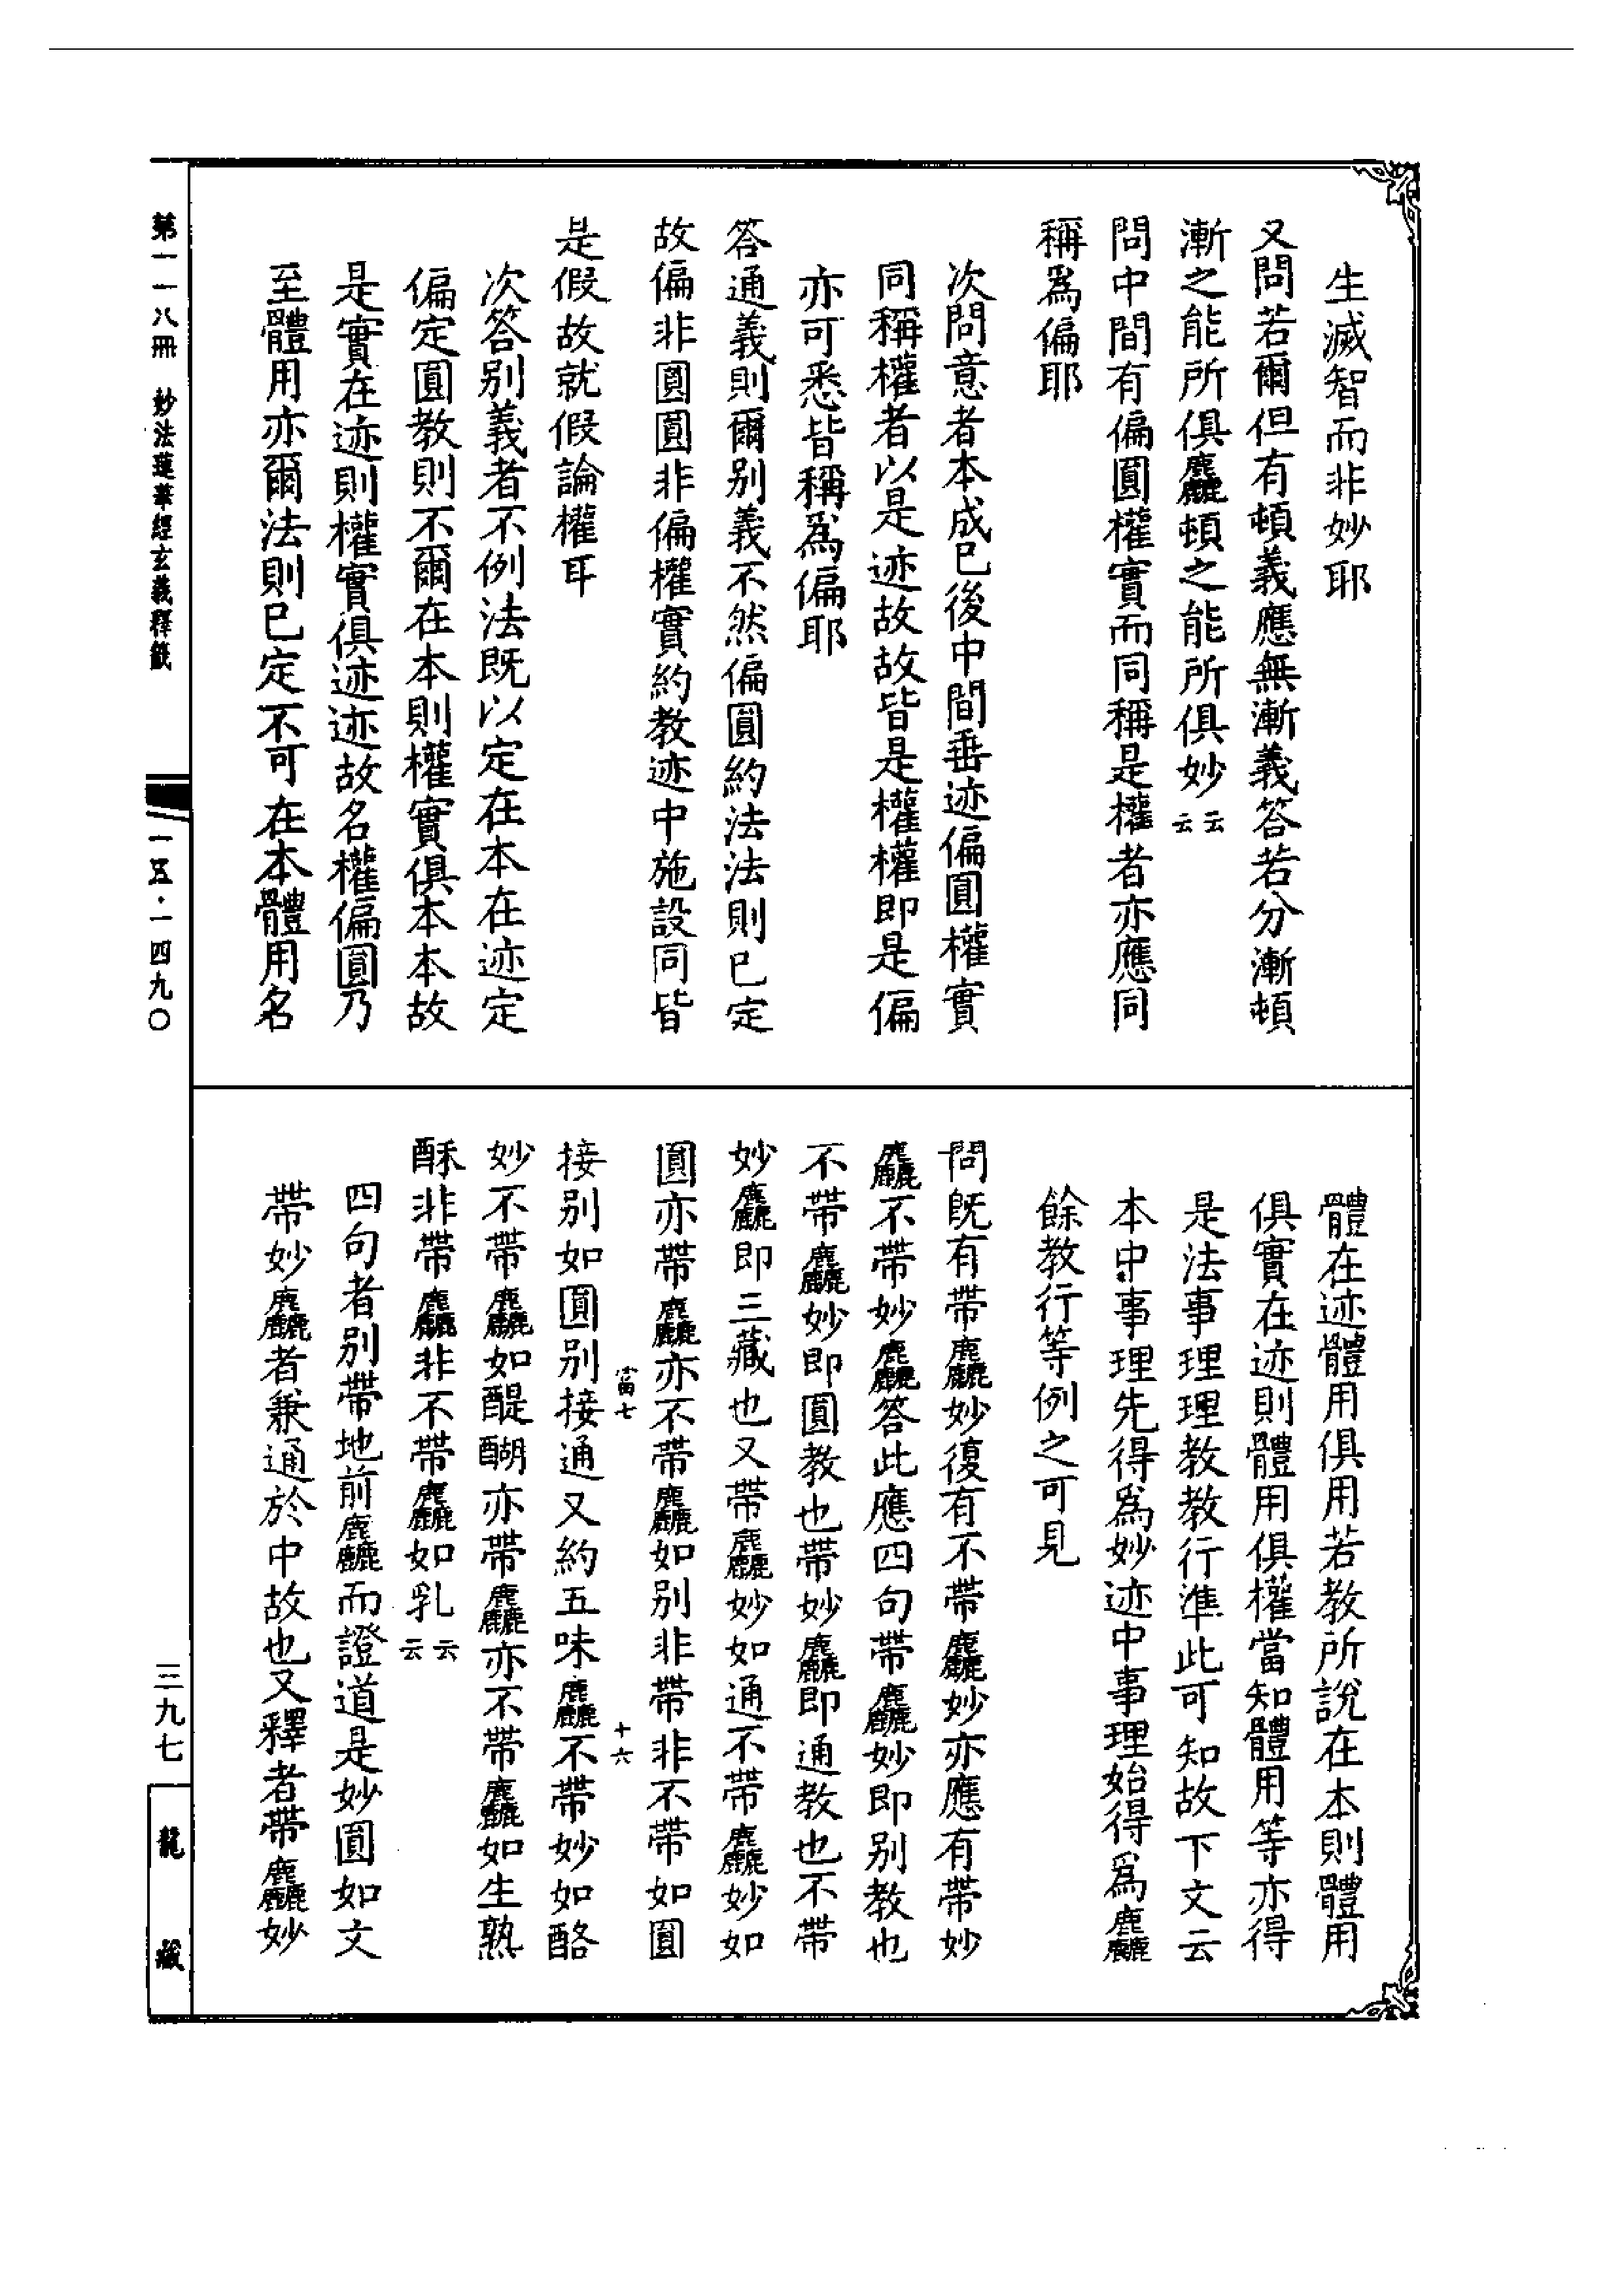 生滅智而非妙耶
又問若爾但有頓義應無漸義答若分漸頓
漸之能所俱麤頓之能所俱妙云云
問中間有偏圓權實而同稱是權者亦應同
稱爲偏耶
次問意者本成已後中間垂迹偏圓權實
同稱權者以是迹故故皆是權權即是偏
亦可悉皆稱爲偏耶
答通義則爾別義不然偏圓約法法則已定
故偏非圓圓非偏權實約教迹中施設同皆
是假故就假論權耳
次答別義者不例法既以定在本在迹定
偏定圓教則不爾在本則權實俱本本故
是實在迹則權實俱迹迹故名權偏圓乃
至體用亦爾法則已定不可在本體用名
體在迹體用俱用若教所說在本則體用
俱實在迹則體用俱權當知體用等亦得
是法事理理教教行準此可知故下文云
本中事理先得爲妙迹中事理始得爲麤
餘教行等例之可見
問旣有帶麤妙復有不帶麤妙亦應有帶妙
麤不帶妙麤答此應四句帶麤妙即別教也
不帶麤妙即圓教也帶妙麤即通教也不帶
妙麤即三藏也又帶麤妙如通不帶麤妙如
圓亦帶麤亦不帶麤如別非帶非不帶如圓
富七
十六
接別如圓別接通又約五味麤不帶妙如酪
妙不帶麤如醍醐亦帶麤亦不帶麤如生熟
酥非帶麤非不帶麤如乳云云
四句者別帶地前麤而證道是妙圓如文
帶妙麤者兼通於中故也又釋者帶麤妙
第一一八冊　妙法蓮華經玄義釋籤
一五·一四九〇
三九七
龍藏